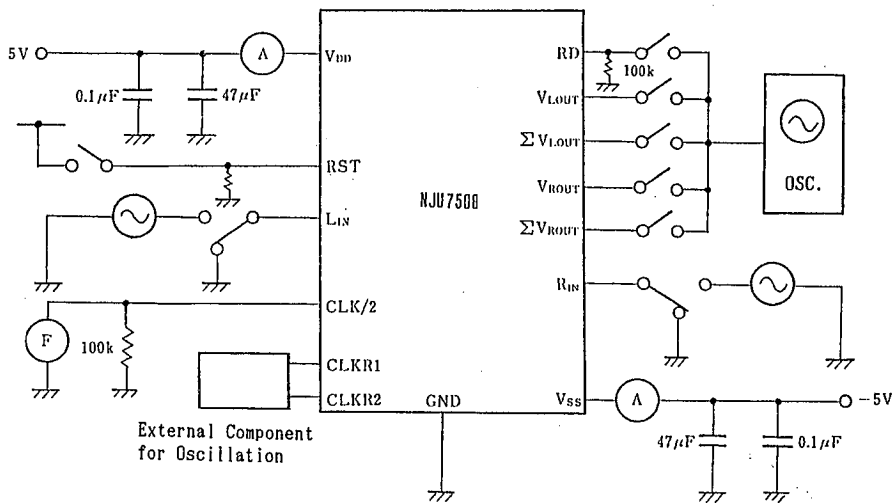 5V
A
VDD
0.1μF
47μF
RST
LIN
CLK/2
F
100k
CLKR1
CLKR2
External Component
for Oscillation
NJU7508
GND
RD
100k
VLOUT
ΣVLOUT
VROUT
ΣVROUT
OSC.
RIN
VSS
A
-5V
47μF
0.1μF